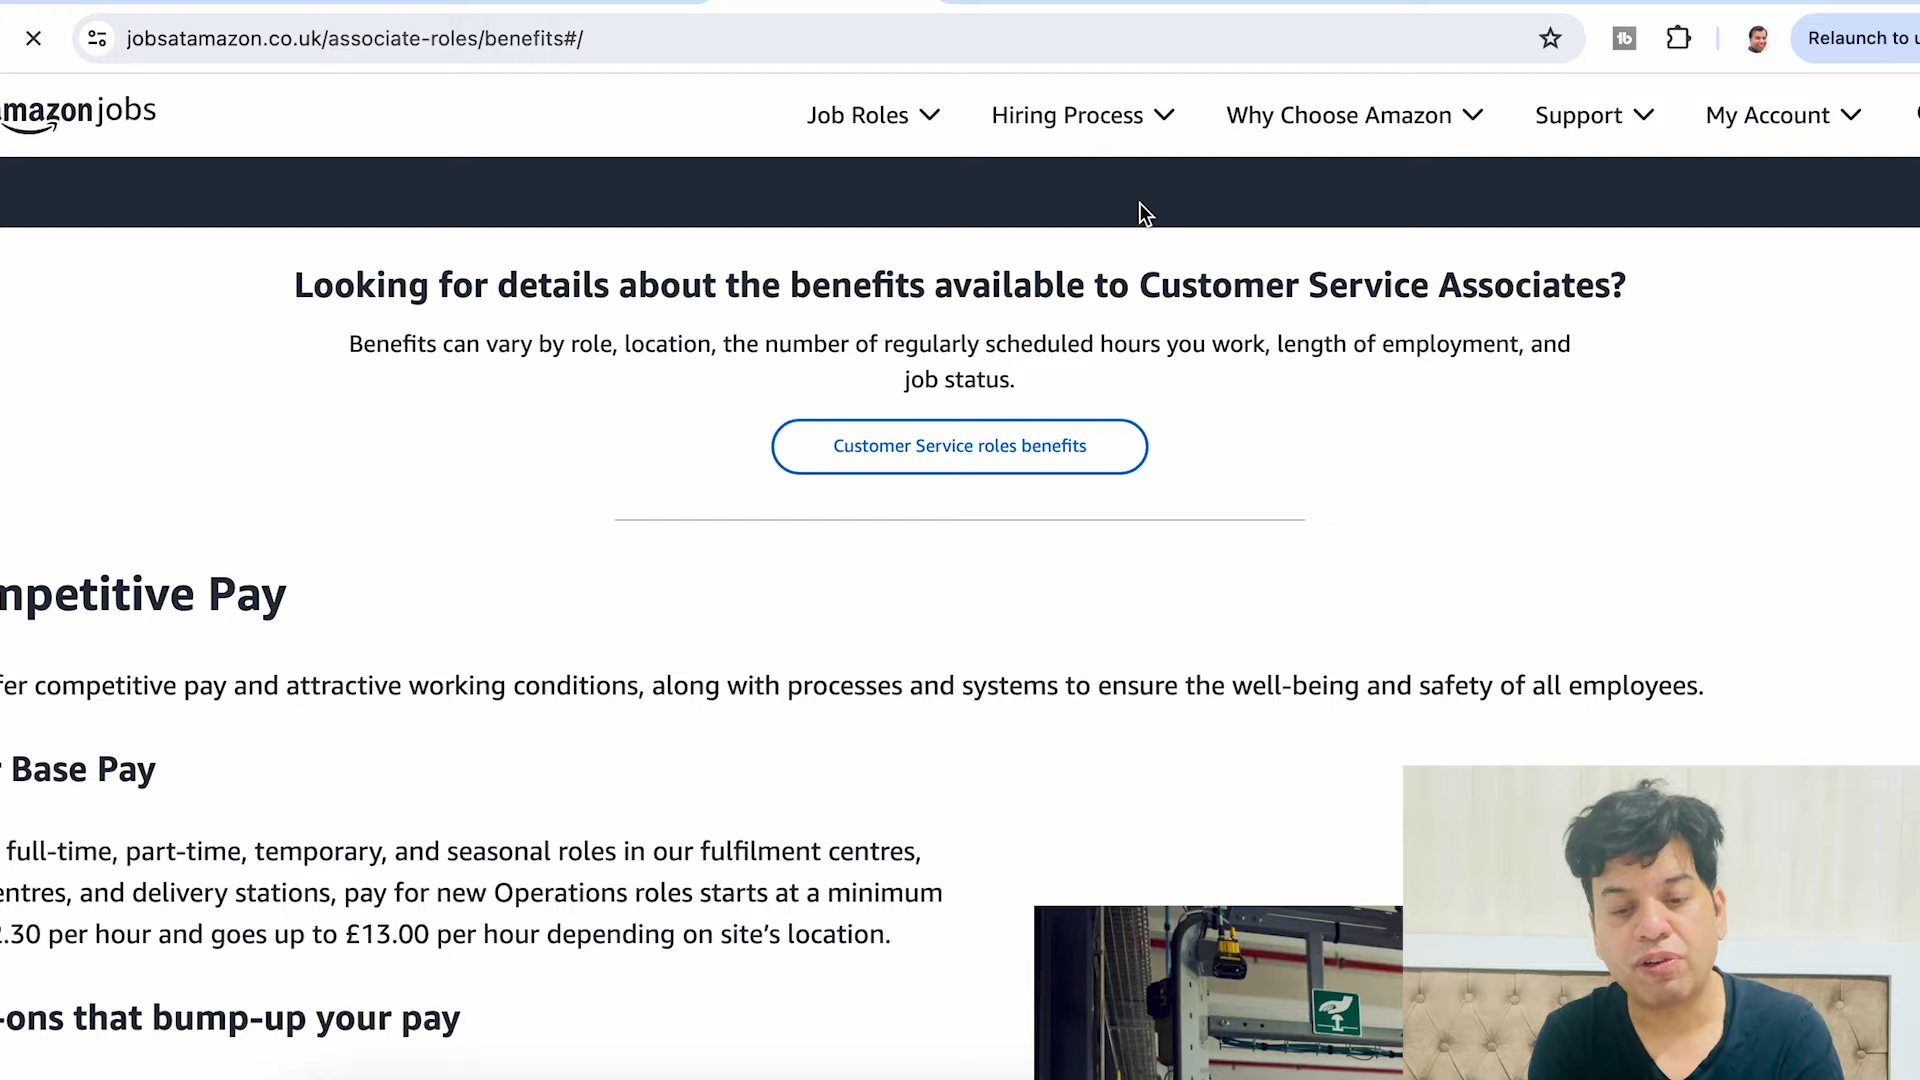 jobsatamazon.co.uk/associate-roles/benefits#/
Relaunch to u
amazon jobs
Job Roles
Hiring Process
Why Choose Amazon
Support
My Account
Looking for details about the benefits available to Customer Service Associates?
Benefits can vary by role, location, the number of regularly scheduled hours you work, length of employment, and
job status.
Customer Service roles benefits
mpetitive Pay
fer competitive pay and attractive working conditions, along with processes and systems to ensure the well-being and safety of all employees.
r Base Pay
full-time, part-time, temporary, and seasonal roles in our fulfilment centres,
entres, and delivery stations, pay for new Operations roles starts at a minimum
2.30 per hour and goes up to £13.00 per hour depending on site's location.
-ons that bump-up your pay